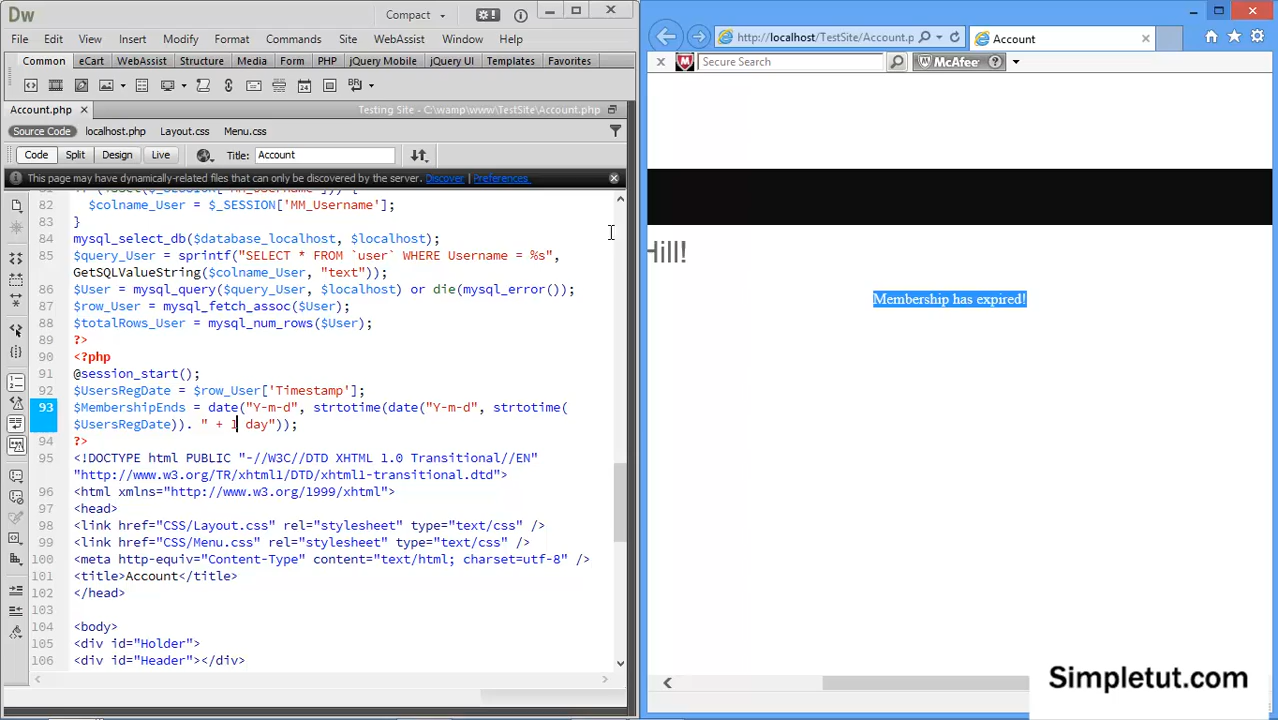 Dw
Compact
File Edit View Insert Modify Format Commands Site WebAssist Window Help
Common eCart WebAssist Structure Media Form PHP jQuery Mobile jQuery UI Templates Favorites
Account.php
Testing Site - C:\wamp\www\TestSite\Account.php
Source Code localhost.php Layout.css Menu.css
Code Split Design Live Title: Account
This page may have dynamically-related files that can only be discovered by the server. Discover Preferences
82 $colname_User = $_SESSION['MM_Username'];
83 }
84 mysql_select_db($database_localhost, $localhost);
85 $query_User = sprintf("SELECT * FROM `user` WHERE Username = %s",
GetSQLValueString($colname_User, "text"));
86 $User = mysql_query($query_User, $localhost) or die(mysql_error());
87 $row_User = mysql_fetch_assoc($User);
88 $totalRows_User = mysql_num_rows($User);
89 ?>
90 <?php
91 @session_start();
92 $UsersRegDate = $row_User['Timestamp'];
93 $MembershipEnds = date("Y-m-d", strtotime(date("Y-m-d", strtotime(
$UsersRegDate)). " + 1 day"));
94 ?>
95 <!DOCTYPE html PUBLIC "-//W3C//DTD XHTML 1.0 Transitional//EN"
"http://www.w3.org/TR/xhtml1/DTD/xhtml1-transitional.dtd">
96 <html xmlns="http://www.w3.org/1999/xhtml">
97 <head>
98 <link href="CSS/Layout.css" rel="stylesheet" type="text/css" />
99 <link href="CSS/Menu.css" rel="stylesheet" type="text/css" />
100 <meta http-equiv="Content-Type" content="text/html; charset=utf-8" />
101 <title>Account</title>
102 </head>
103
104 <body>
105 <div id="Holder">
106 <div id="Header"></div>
http://localhost/TestSite/Account.p
Account
Secure Search
McAfee
Hill!
Membership has expired!
Simpletut.com